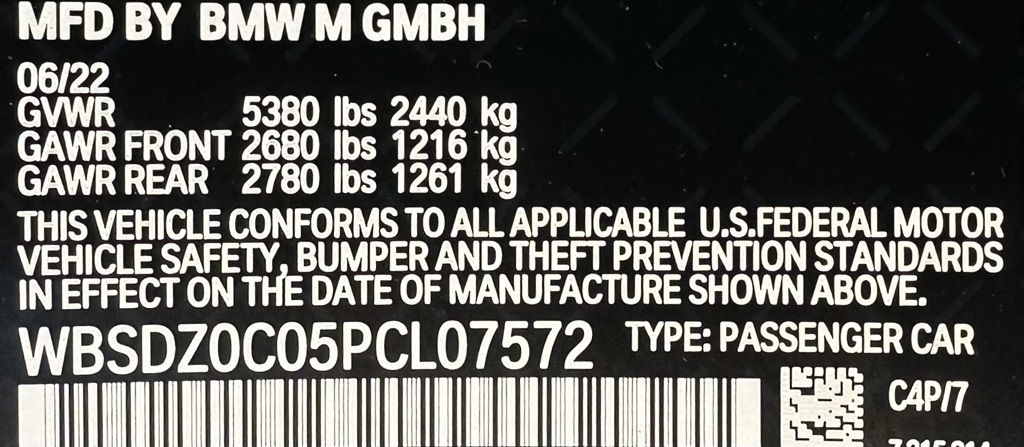 MFD BY BMW M GMBH
06/22
GVWR 5380 lbs 2440 kg
GAWR FRONT 2680 lbs 1216 kg
GAWR REAR 2780 lbs 1261 kg
THIS VEHICLE CONFORMS TO ALL APPLICABLE U.S.FEDERAL MOTOR
VEHICLE SAFETY, BUMPER AND THEFT PREVENTION STANDARDS
IN EFFECT ON THE DATE OF MANUFACTURE SHOWN ABOVE.
WBSDZ0C05PCL07572 TYPE: PASSENGER CAR
C4P/7